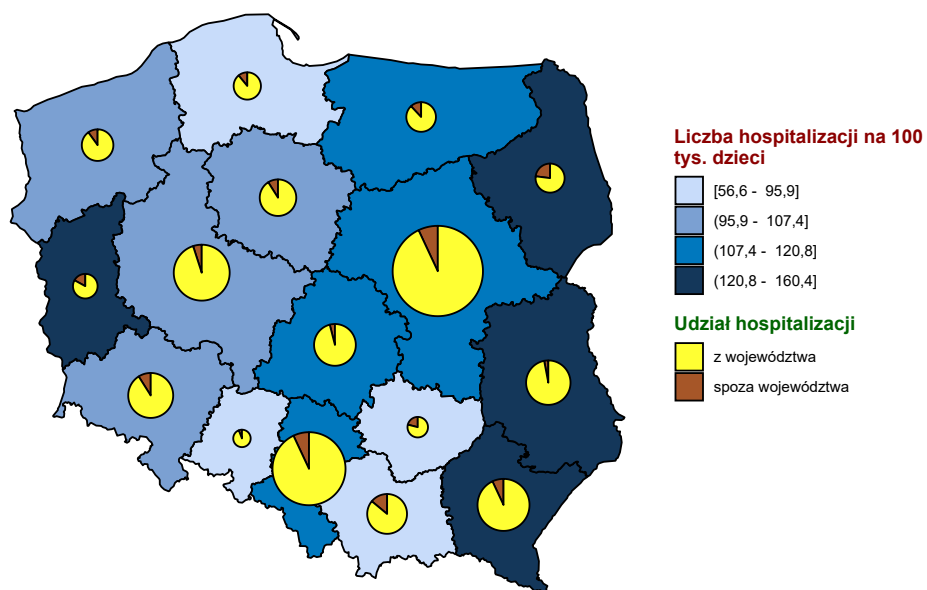 Liczba hospitalizacji na 100
tys. dzieci
[56,6 - 95,9]
(95,9 - 107,4]
(107,4 - 120,8]
(120,8 - 160,4]
Udział hospitalizacji
z województwa
spoza województwa